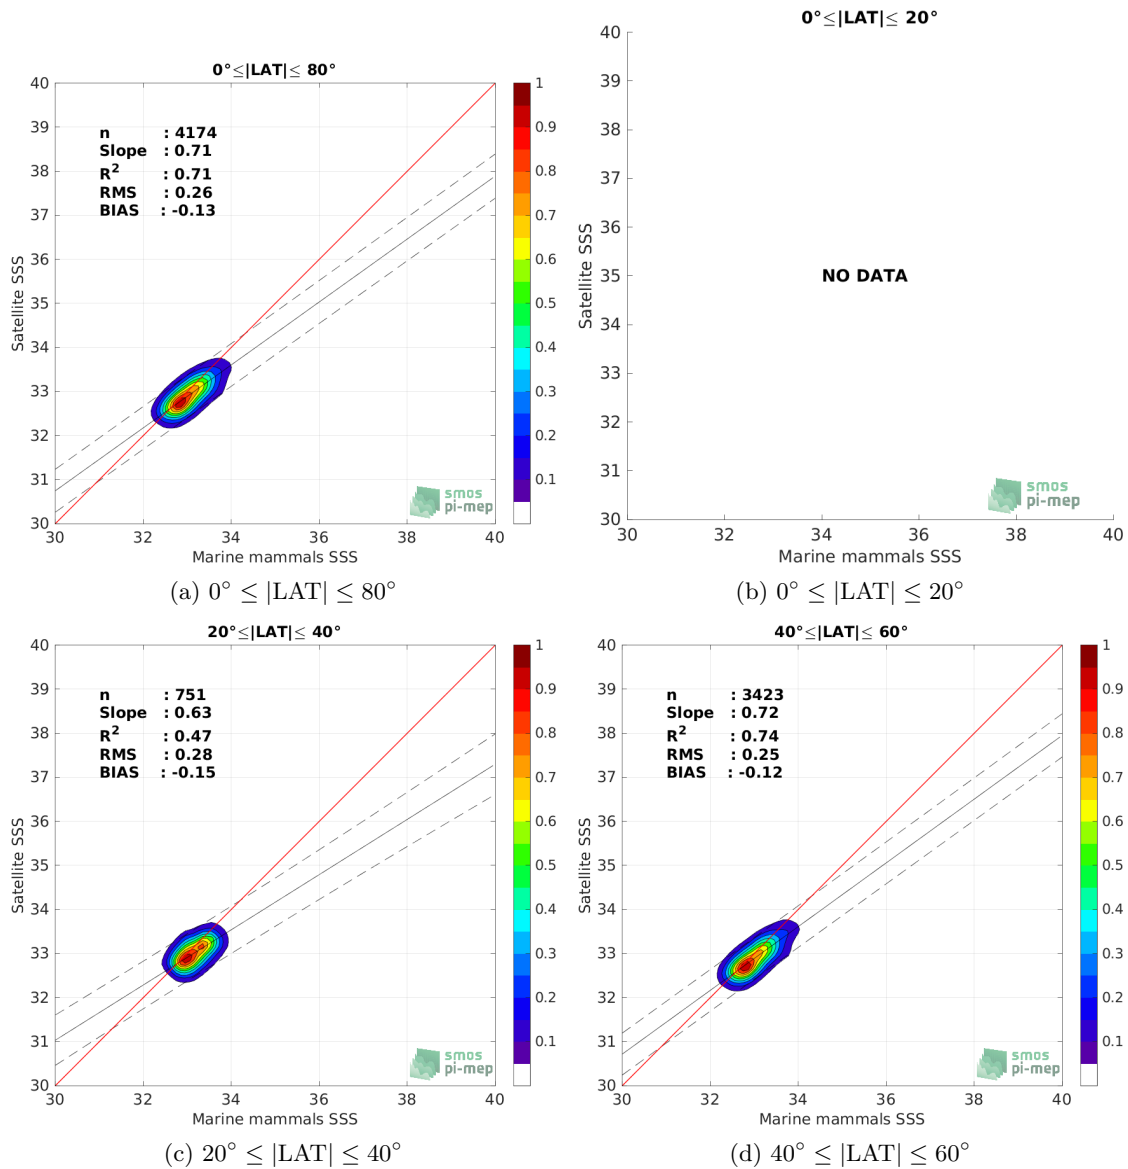 0°≤|LAT|≤ 80°
n : 4174
Slope : 0.71
R² : 0.71
RMS : 0.26
BIAS : -0.13
40
39
38
37
36
35
34
33
32
31
30
Satellite SSS
30 32 34 36 38 40
Marine mammals SSS
1
0.9
0.8
0.7
0.6
0.5
0.4
0.3
0.2
0.1
smos
pi-mep
(a) 0° ≤ |LAT| ≤ 80°
0°≤|LAT|≤ 20°
40
39
38
37
36
35
34
33
32
31
30
Satellite SSS
NO DATA
smos
pi-mep
30 32 34 36 38 40
Marine mammals SSS
(b) 0° ≤ |LAT| ≤ 20°
20°≤|LAT|≤ 40°
n : 751
Slope : 0.63
R² : 0.47
RMS : 0.28
BIAS : -0.15
40
39
38
37
36
35
34
33
32
31
30
Satellite SSS
30 32 34 36 38 40
Marine mammals SSS
1
0.9
0.8
0.7
0.6
0.5
0.4
0.3
0.2
0.1
smos
pi-mep
(c) 20° ≤ |LAT| ≤ 40°
40°≤|LAT|≤ 60°
n : 3423
Slope : 0.72
R² : 0.74
RMS : 0.25
BIAS : -0.12
40
39
38
37
36
35
34
33
32
31
30
Satellite SSS
30 32 34 36 38 40
Marine mammals SSS
1
0.9
0.8
0.7
0.6
0.5
0.4
0.3
0.2
0.1
smos
pi-mep
(d) 40° ≤ |LAT| ≤ 60°